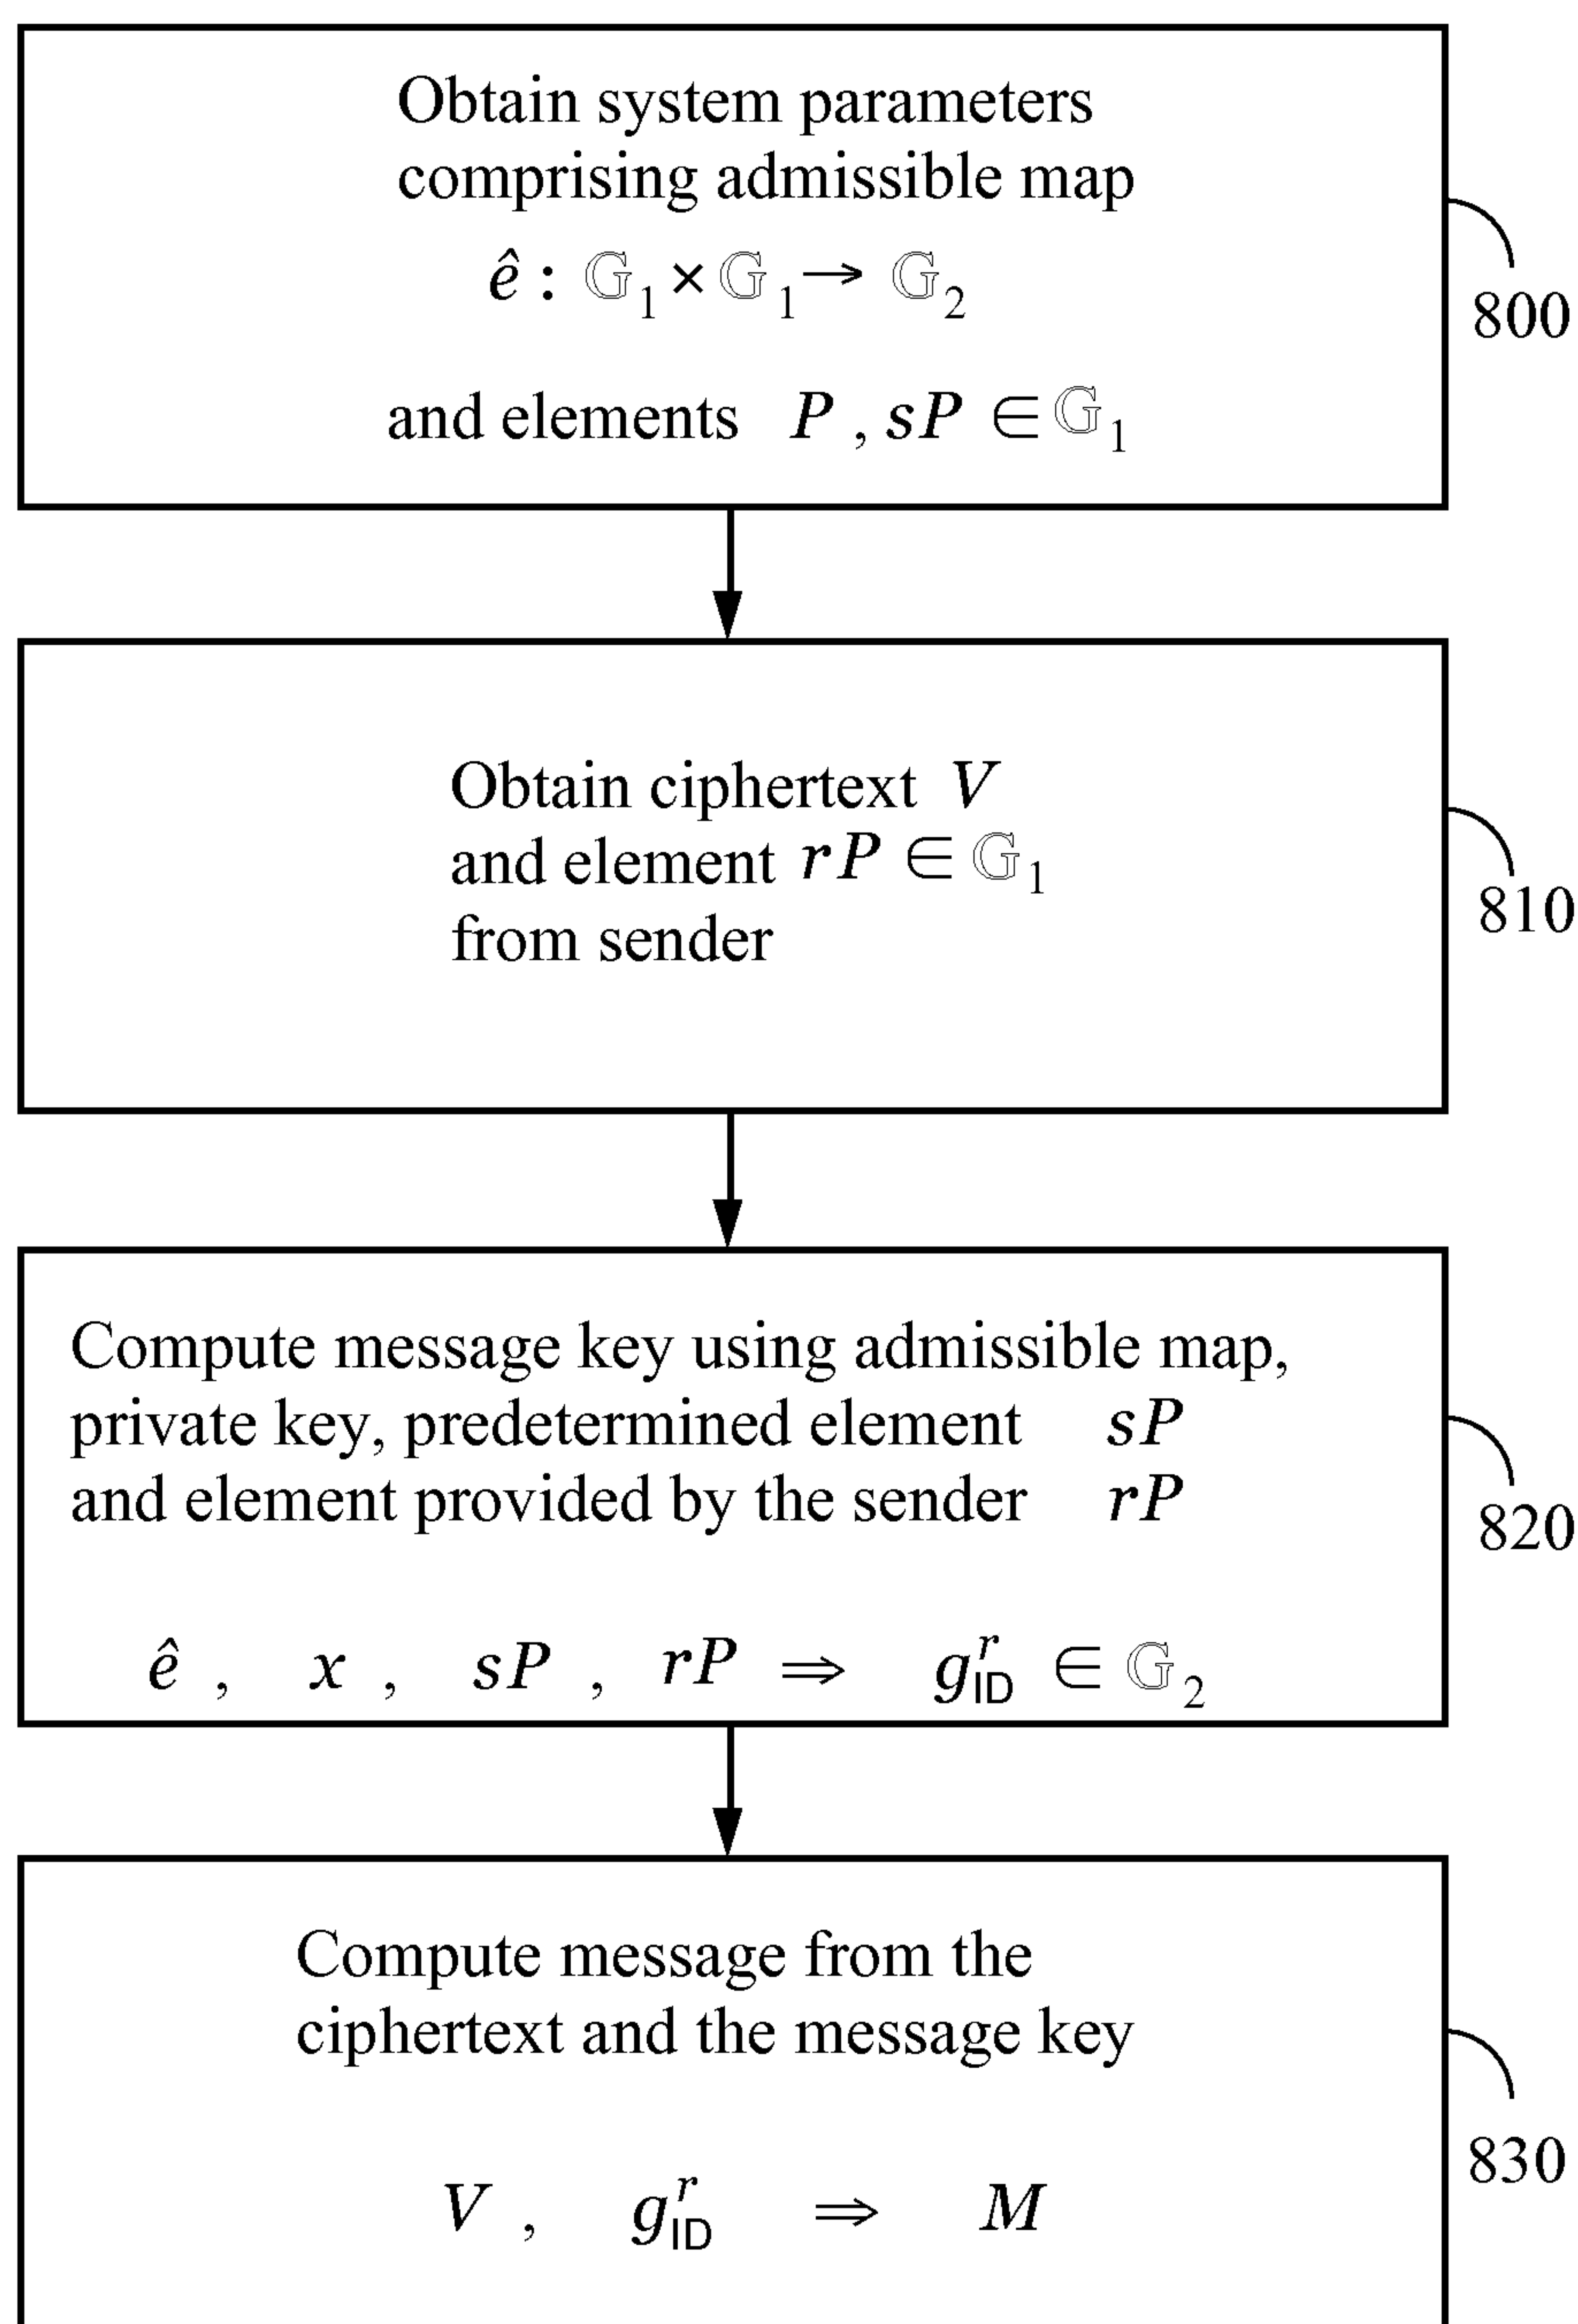 Obtain system parameters
comprising admissible map
ê : 𝔾₁ × 𝔾₁ → 𝔾₂
and elements P , sP ∈ 𝔾₁
800
Obtain ciphertext V
and element rP ∈ 𝔾₁
from sender
810
Compute message key using admissible map,
private key, predetermined element sP
and element provided by the sender rP
820
ê , x , sP , rP ⇒ g_ID^r ∈ 𝔾₂
Compute message from the
ciphertext and the message key
830
V , g_ID^r ⇒ M